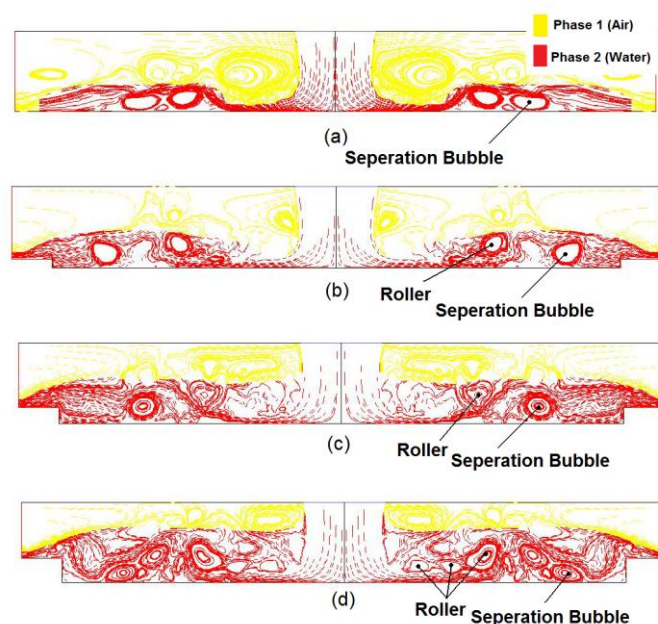 Phase 1 (Air)
Phase 2 (Water)
(a)
Seperation Bubble
(b)
Roller
Seperation Bubble
(c)
Roller
Seperation Bubble
(d)
Roller
Seperation Bubble